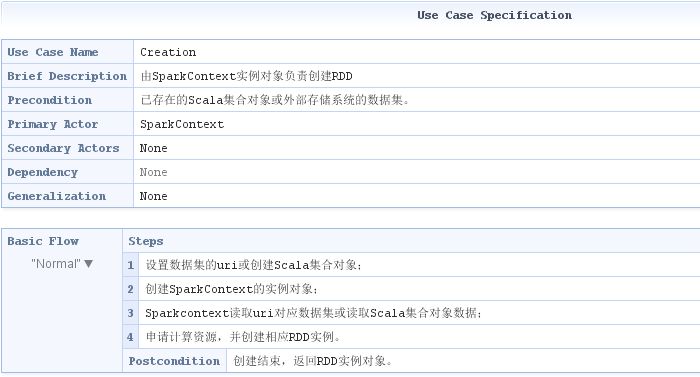 Use Case Specification
Use Case Name Creation
Brief Description 由SparkContext实例对象负责创建RDD
Precondition 已存在的Scala集合对象或外部存储系统的数据集。
Primary Actor SparkContext
Secondary Actors None
Dependency None
Generalization None
Basic Flow Steps
"Normal" ▼
1 设置数据集的uri或创建Scala集合对象;
2 创建SparkContext的实例对象;
3 Sparkcontext读取uri对应数据集或读取Scala集合对象数据;
4 申请计算资源，并创建相应RDD实例。
Postcondition 创建结束，返回RDD实例对象。